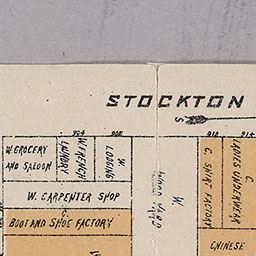 STOCKTON
S
904
908
912
914
W. GROCERY
AND SALOON
W. FRENCH
LAUNDRY
W.
LODGING
W.
WOOD YARD
C.
C. SHIRT FACTORY
LADIES UNDERWEAR
W. CARPENTER SHOP
BOOT AND SHOE FACTORY
CHINESE